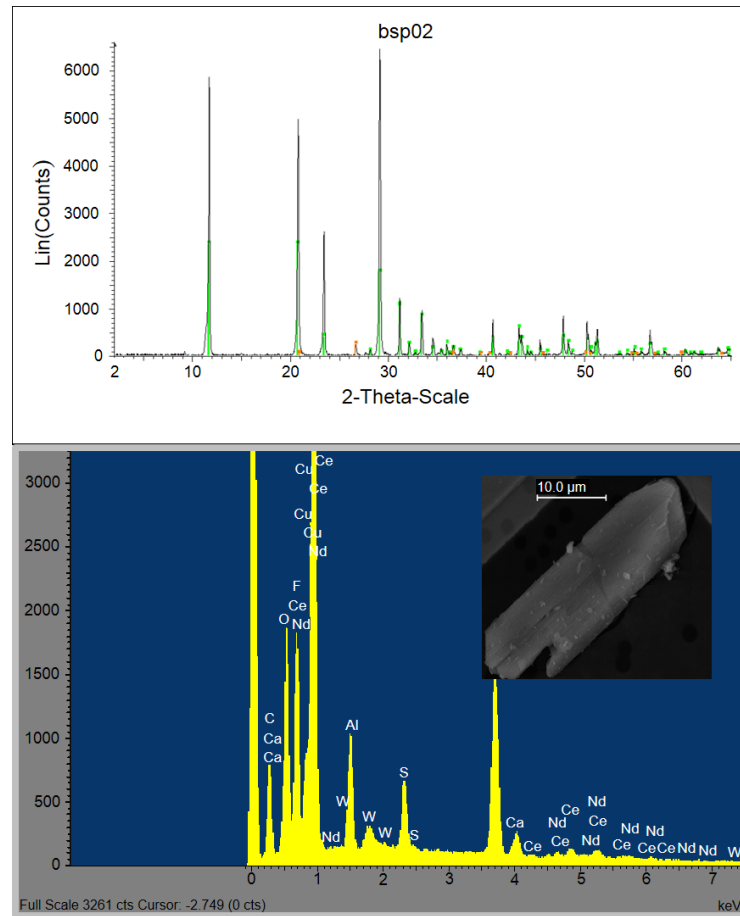 bsp02
Lin(Counts)
6000
5000
4000
3000
2000
1000
0
2 10 20 30 40 50 60
2-Theta-Scale
3000
2500
2000
1500
1000
500
0
Cu Ce
Ce
Cu
Cu
Nd
F
Ce
Nd
O
C
Ca
Ca
Al
W
Nd
W
W
S
S
Ca
Ce
Nd
Ce
Ce
Nd
Ce
Nd
Nd
Ce
Nd
Ce
Ce
Nd
Nd
W
10.0 µm
0 1 2 3 4 5 6 7
Full Scale 3261 cts Cursor: -2.749 (0 cts)
keV